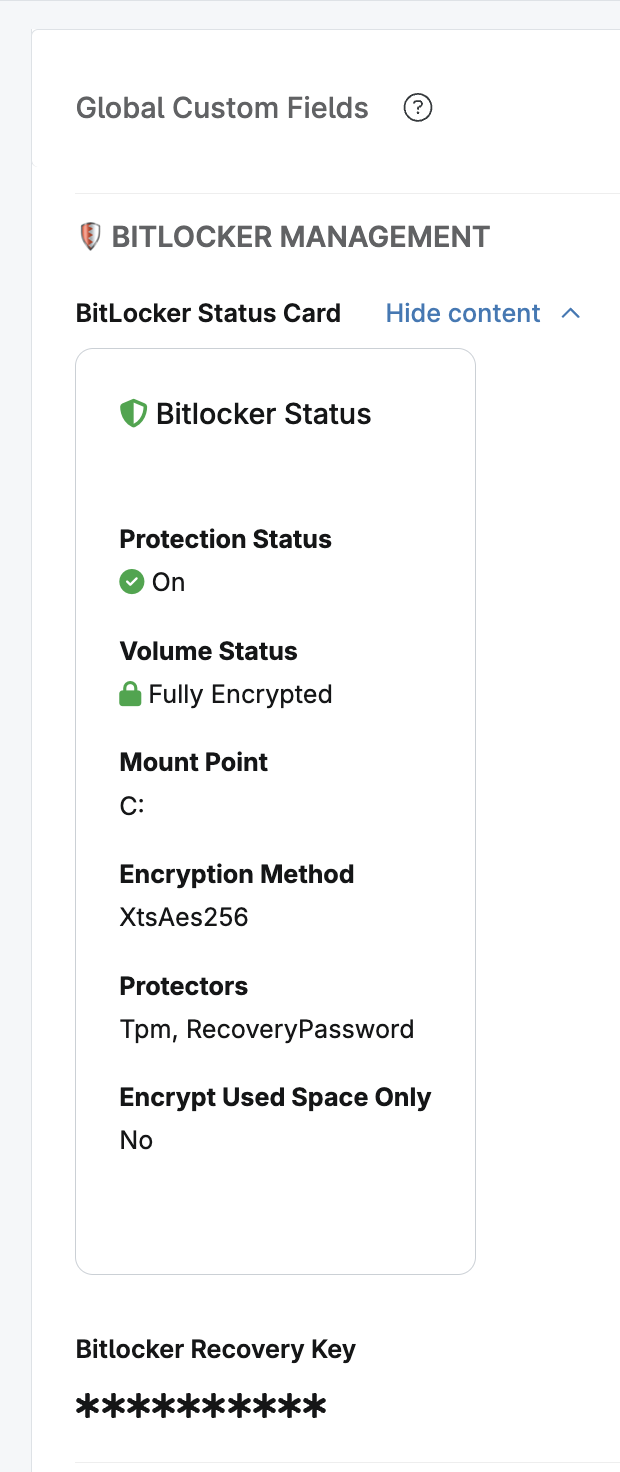 Global Custom Fields ?
BITLOCKER MANAGEMENT
BitLocker Status Card Hide content
Bitlocker Status
Protection Status
On
Volume Status
Fully Encrypted
Mount Point
C:
Encryption Method
XtsAes256
Protectors
Tpm, RecoveryPassword
Encrypt Used Space Only
No
Bitlocker Recovery Key
**********